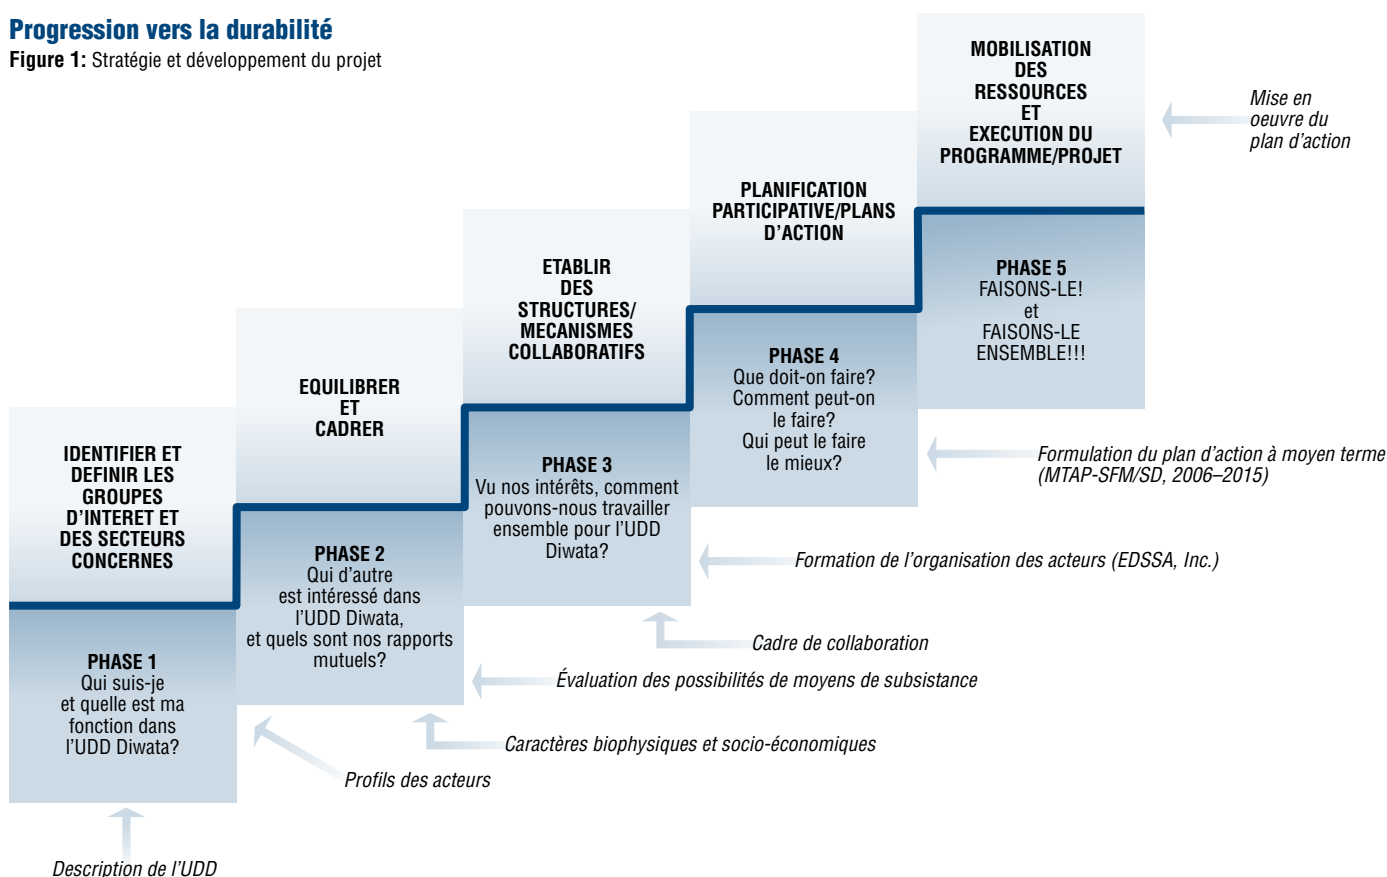 Progression vers la durabilité
Figure 1: Stratégie et développement du projet
IDENTIFIER ET
DEFINIR LES
GROUPES
D’INTERET ET
DES SECTEURS
CONCERNES
PHASE 1
Qui suis-je
et quelle est ma
fonction dans
l’UDD Diwata?
Description de l’UDD
Profils des acteurs
EQUILIBRER
ET
CADRER
PHASE 2
Qui d’autre
est intéressé dans
l’UDD Diwata,
et quels sont nos rapports
mutuels?
Caractères biophysiques et socio-économiques
Évaluation des possibilités de moyens de subsistance
ETABLIR
DES
STRUCTURES/
MECANISMES
COLLABORATIFS
PHASE 3
Vu nos intérêts, comment
pouvons-nous travailler
ensemble pour l’UDD
Diwata?
Cadre de collaboration
Formation de l’organisation des acteurs (EDSSA, Inc.)
PLANIFICATION
PARTICIPATIVE/PLANS
D’ACTION
PHASE 4
Que doit-on faire?
Comment peut-on
le faire?
Qui peut le faire
le mieux?
Formulation du plan d’action à moyen terme
(MTAP-SFM/SD, 2006–2015)
MOBILISATION
DES
RESSOURCES
ET
EXECUTION DU
PROGRAMME/PROJET
PHASE 5
FAISONS-LE!
et
FAISONS-LE
ENSEMBLE!!!
Mise en
oeuvre du
plan d’action